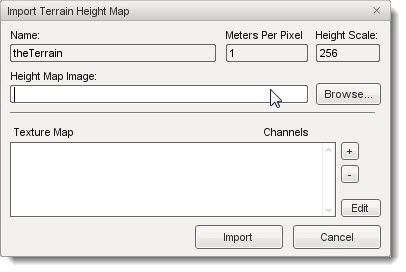 Import Terrain Height Map
Name: Meters Per Pixel Height Scale:
theTerrain 1 256
Height Map Image:
Browse...
Texture Map Channels
+
-
Edit
Import Cancel